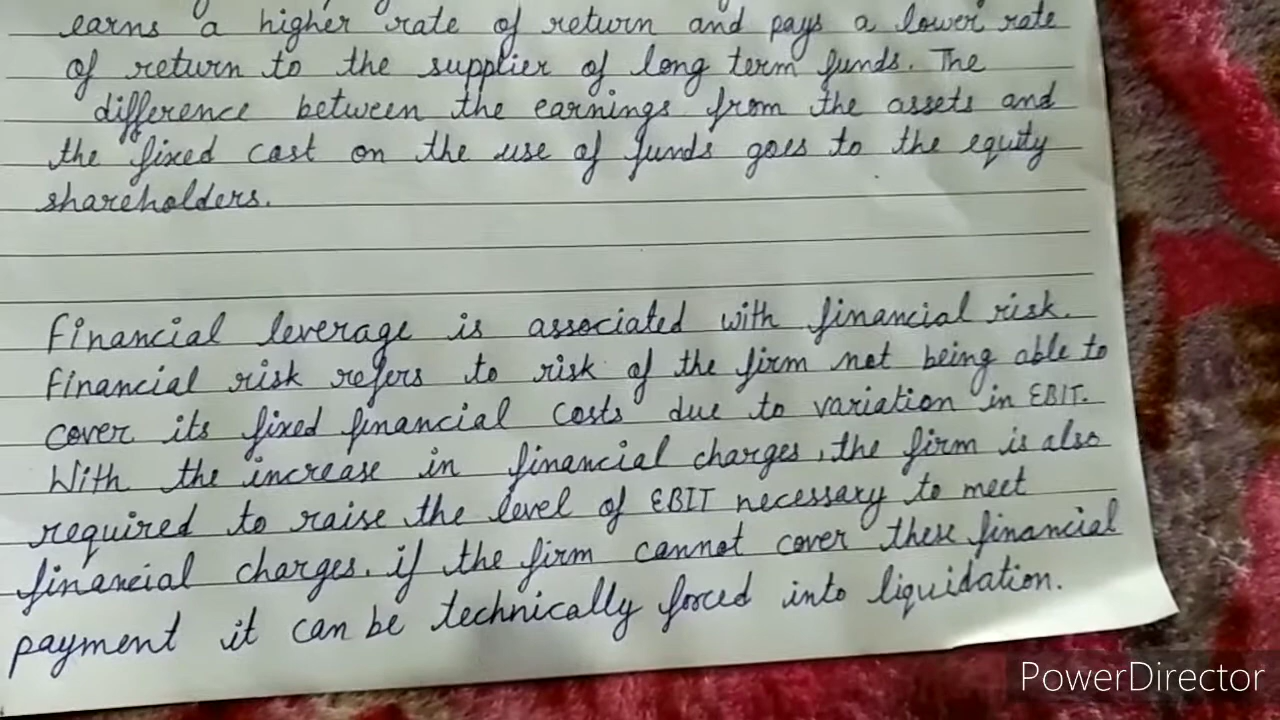 earns a higher rate of return and pays a lower rate
of return to the supplier of long term funds. The
difference between the earnings from the assets and
the fixed cast on the use of funds goes to the equity
shareholders.
Financial leverage is associated with financial risk.
Financial risk refers to risk of the firm not being able to
cover its fixed financial costs due to variation in EBIT.
With the increase in financial charges, the firm is also
required to raise the level of EBIT necessary to meet
financial charges. if the firm cannot cover these financial
payment it can be technically forced into liquidation.
PowerDirector